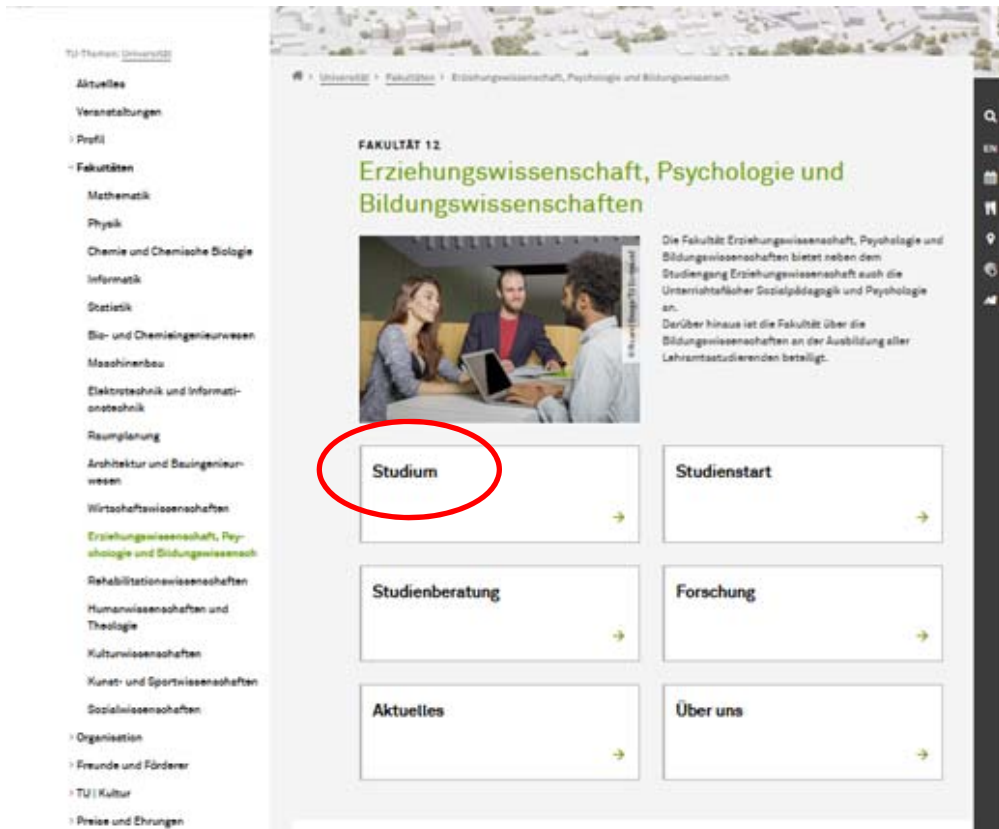 TU-Themen: Universität
Aktuelles
Veranstaltungen
› Profil
Fakultäten
Mathematik
Physik
Chemie und Chemische Biologie
Informatik
Statistik
Bio- und Chemieingenieurwesen
Maschinenbau
Elektrotechnik und Informati-
onstechnik
Raumplanung
Architektur und Bauingenieur-
wesen
Wirtschaftswissenschaften
Erziehungswissenschaft, Psy-
chologie und Bildungswissensch
Rehabilitationswissenschaften
Humanwissenschaften und
Theologie
Kulturwissenschaften
Kunst- und Sportwissenschaften
Sozialwissenschaften
› Organisation
› Freunde und Förderer
› TU | Kultur
› Preise und Ehrungen
› Universität › Fakultäten › Erziehungswissenschaft, Psychologie und Bildungswissensch
FAKULTÄT 12
Erziehungswissenschaft, Psychologie und
Bildungswissenschaften
Die Fakultät Erziehungswissenschaft, Psychologie und
Bildungswissenschaften bietet neben dem
Studiengang Erziehungswissenschaft auch die
Unterrichtsfächer Sozialpädagogik und Psychologie
an.
Darüber hinaus ist die Fakultät über die
Bildungswissenschaften an der Ausbildung aller
Lehramtsstudierenden beteiligt.
Studium
Studienstart
Studienberatung
Forschung
Aktuelles
Über uns
EN